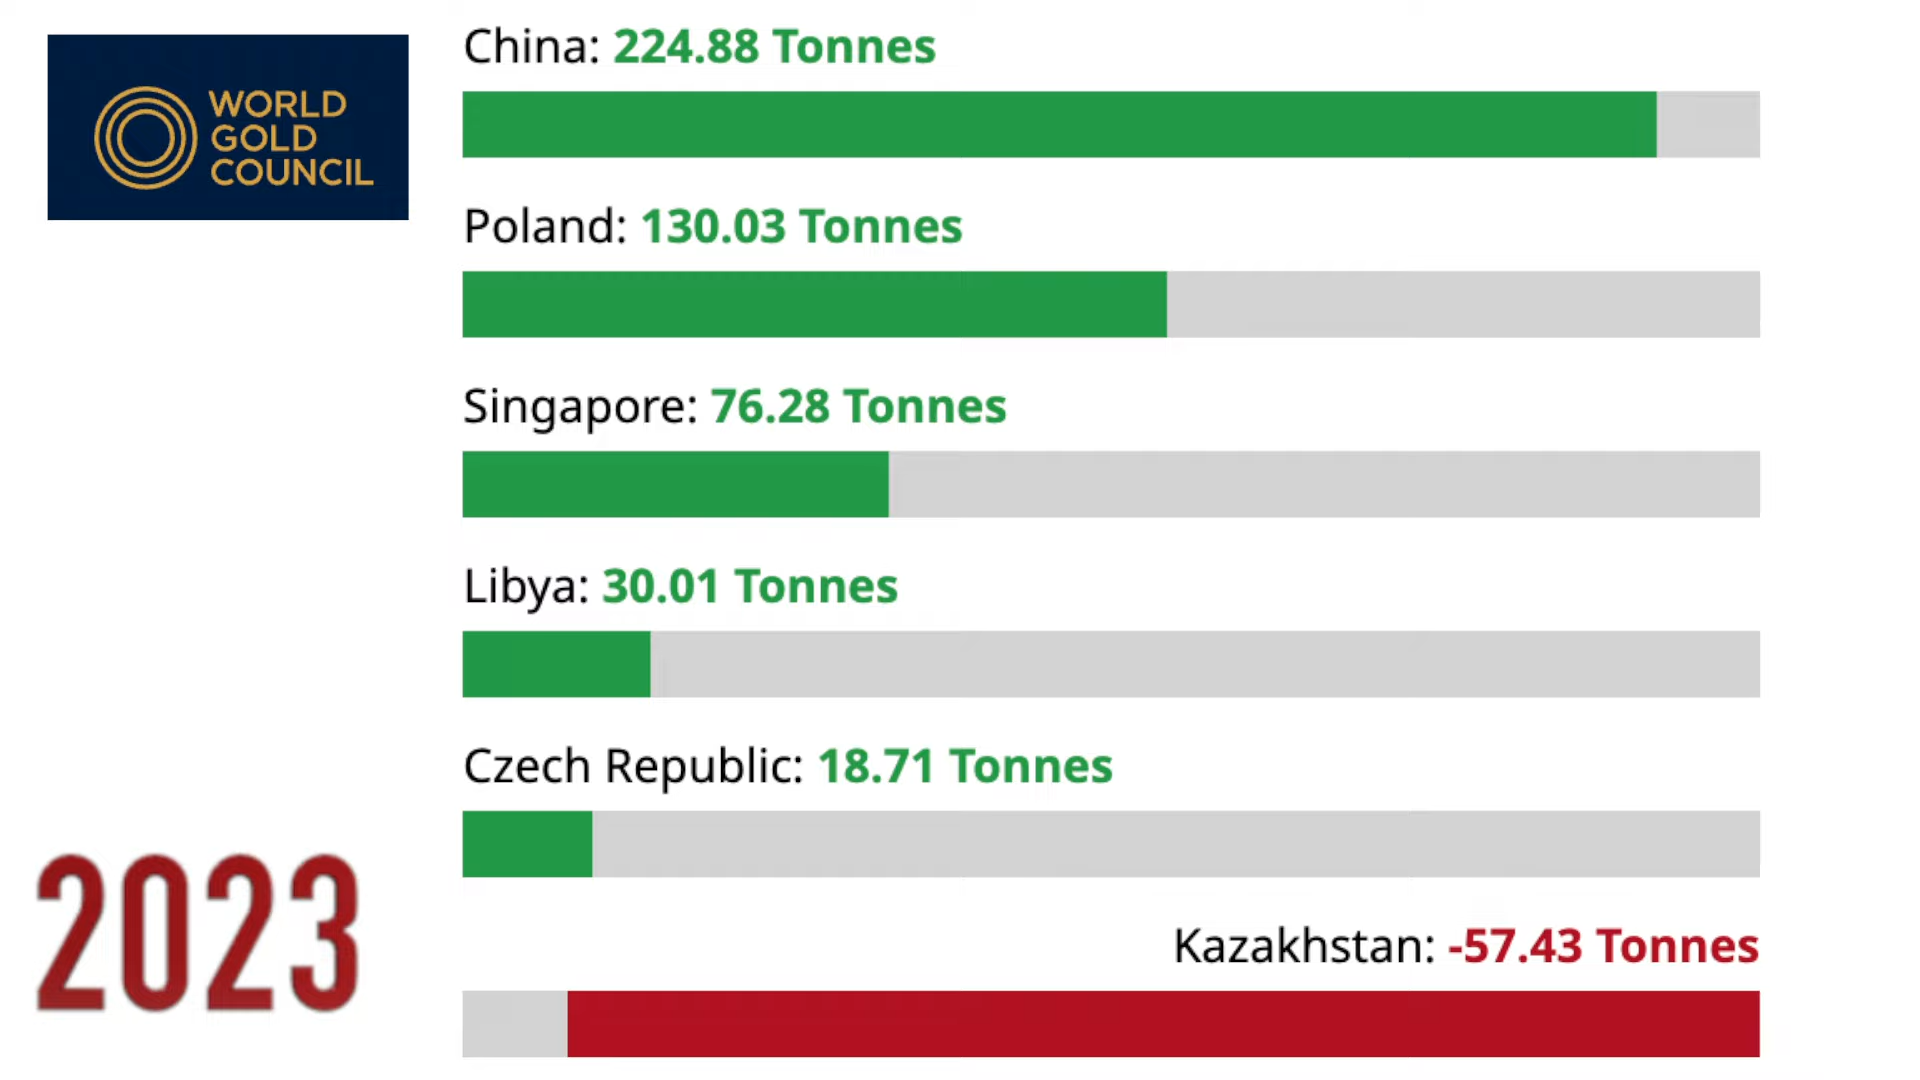 WORLD
GOLD
COUNCIL
China: 224.88 Tonnes
Poland: 130.03 Tonnes
Singapore: 76.28 Tonnes
Libya: 30.01 Tonnes
Czech Republic: 18.71 Tonnes
Kazakhstan: -57.43 Tonnes
2023